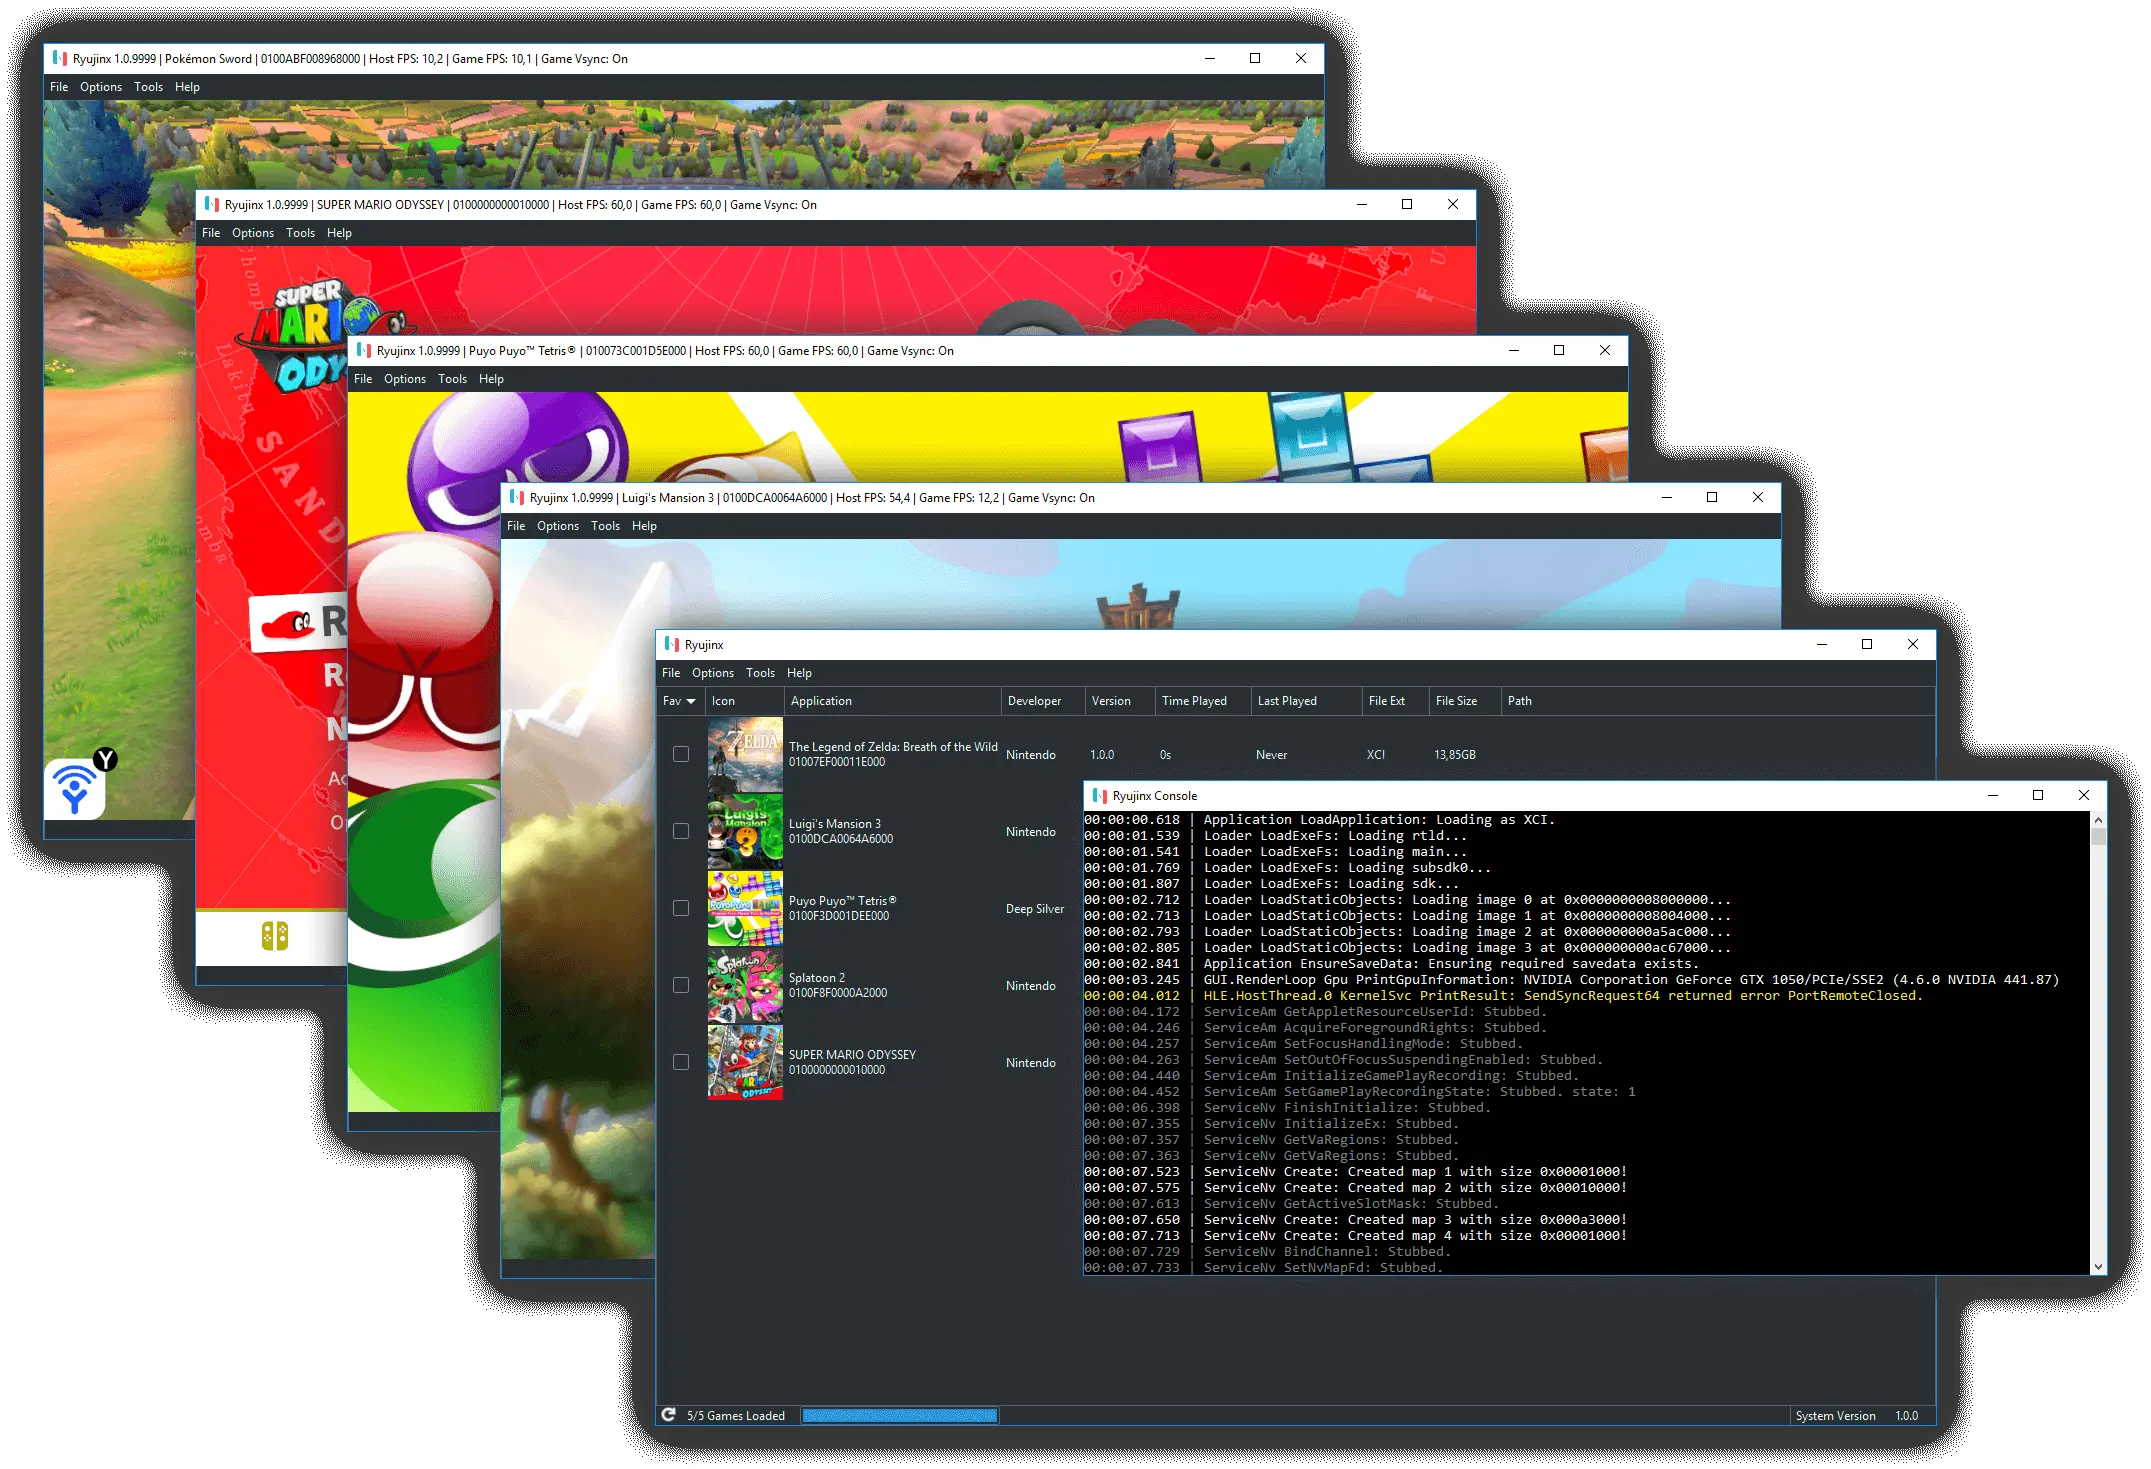 Ryujinx 1.0.9999 | Pokémon Sword | 0100ABF008968000 | Host FPS: 10,2 | Game FPS: 10,1 | Game Vsync: On
File Options Tools Help
Y
Ryujinx 1.0.9999 | SUPER MARIO ODYSSEY | 0100000000010000 | Host FPS: 60,0 | Game FPS: 60,0 | Game Vsync: On
File Options Tools Help
SUPER
MARIO
ODY
Lakitu
SAND
R
R
N
Ac
O
Ryujinx 1.0.9999 | Puyo Puyo™ Tetris® | 010073C001D5E000 | Host FPS: 60,0 | Game FPS: 60,0 | Game Vsync: On
File Options Tools Help
Ryujinx 1.0.9999 | Luigi's Mansion 3 | 0100DCA0064A6000 | Host FPS: 54,4 | Game FPS: 12,2 | Game Vsync: On
File Options Tools Help
Ryujinx
File Options Tools Help
Fav Icon Application Developer Version Time Played Last Played File Ext File Size Path
ZELDA
The Legend of Zelda: Breath of the Wild
01007EF00011E000
Nintendo 1.0.0 0s Never XCI 13,85GB
Luigi's
Mansion
3
Luigi's Mansion 3
0100DCA0064A6000
Nintendo
Puyo Puyo™ Tetris®
0100F3D001DEE000
Deep Silver
Splatoon 2
Splatoon 2
0100F8F0000A2000
Nintendo
SUPER
MARIO
ODYSSEY
SUPER MARIO ODYSSEY
0100000000010000
Nintendo
5/5 Games Loaded
System Version 1.0.0
Ryujinx Console
00:00:00.618 | Application LoadApplication: Loading as XCI.
00:00:01.539 | Loader LoadExeFs: Loading rtld...
00:00:01.541 | Loader LoadExeFs: Loading main...
00:00:01.769 | Loader LoadExeFs: Loading subsdk0...
00:00:01.807 | Loader LoadExeFs: Loading sdk...
00:00:02.712 | Loader LoadStaticObjects: Loading image 0 at 0x0000000008000000...
00:00:02.713 | Loader LoadStaticObjects: Loading image 1 at 0x0000000008004000...
00:00:02.793 | Loader LoadStaticObjects: Loading image 2 at 0x000000000a5ac000...
00:00:02.805 | Loader LoadStaticObjects: Loading image 3 at 0x000000000ac67000...
00:00:02.841 | Application EnsureSaveData: Ensuring required savedata exists.
00:00:03.245 | GUI.RenderLoop Gpu PrintGpuInformation: NVIDIA Corporation GeForce GTX 1050/PCIe/SSE2 (4.6.0 NVIDIA 441.87)
00:00:04.012 | HLE.HostThread.0 KernelSvc PrintResult: SendSyncRequest64 returned error PortRemoteClosed.
00:00:04.172 | ServiceAm GetAppletResourceUserId: Stubbed.
00:00:04.246 | ServiceAm AcquireForegroundRights: Stubbed.
00:00:04.257 | ServiceAm SetFocusHandlingMode: Stubbed.
00:00:04.263 | ServiceAm SetOutOfFocusSuspendingEnabled: Stubbed.
00:00:04.440 | ServiceAm InitializeGamePlayRecording: Stubbed.
00:00:04.452 | ServiceAm SetGamePlayRecordingState: Stubbed. state: 1
00:00:06.398 | ServiceNv FinishInitialize: Stubbed.
00:00:07.355 | ServiceNv InitializeEx: Stubbed.
00:00:07.357 | ServiceNv GetVaRegions: Stubbed.
00:00:07.363 | ServiceNv GetVaRegions: Stubbed.
00:00:07.523 | ServiceNv Create: Created map 1 with size 0x00001000!
00:00:07.575 | ServiceNv Create: Created map 2 with size 0x00010000!
00:00:07.613 | ServiceNv GetActiveSlotMask: Stubbed.
00:00:07.650 | ServiceNv Create: Created map 3 with size 0x000a3000!
00:00:07.713 | ServiceNv Create: Created map 4 with size 0x00001000!
00:00:07.729 | ServiceNv BindChannel: Stubbed.
00:00:07.733 | ServiceNv SetNvMapFd: Stubbed.